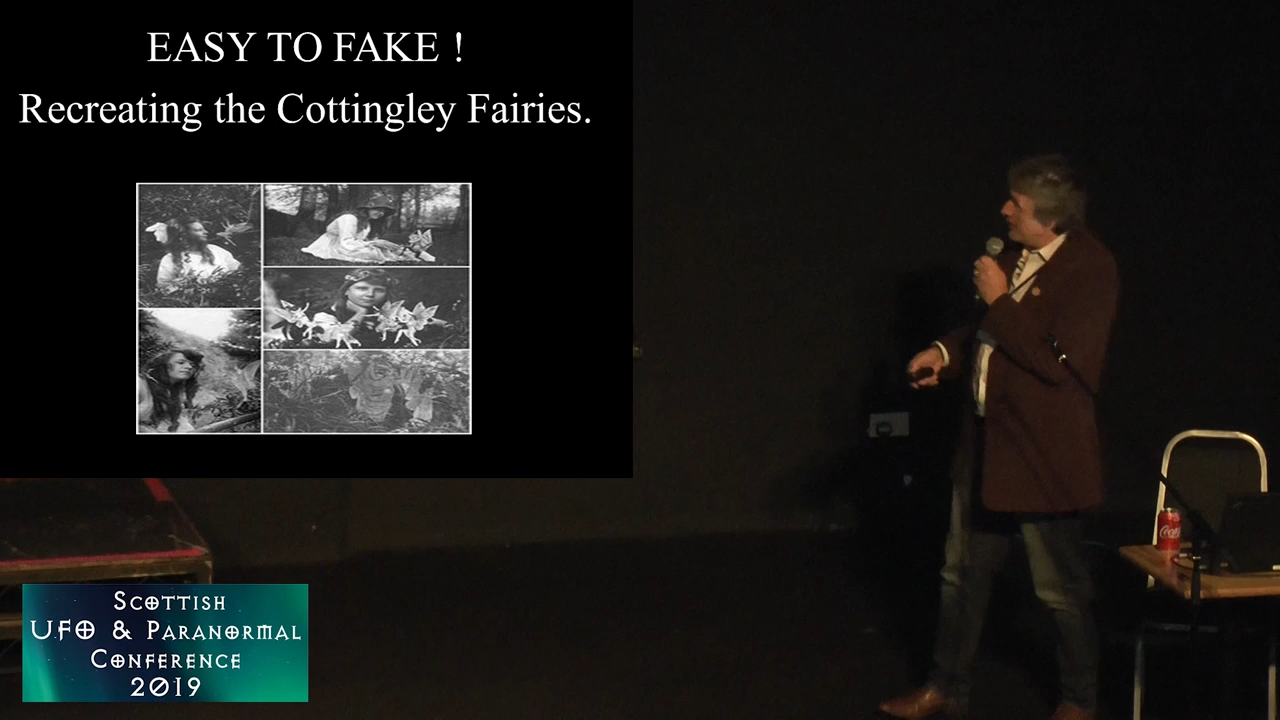 EASY TO FAKE !
Recreating the Cottingley Fairies.
SCOTTISH
UFO & PARANORMAL
CONFERENCE
2019